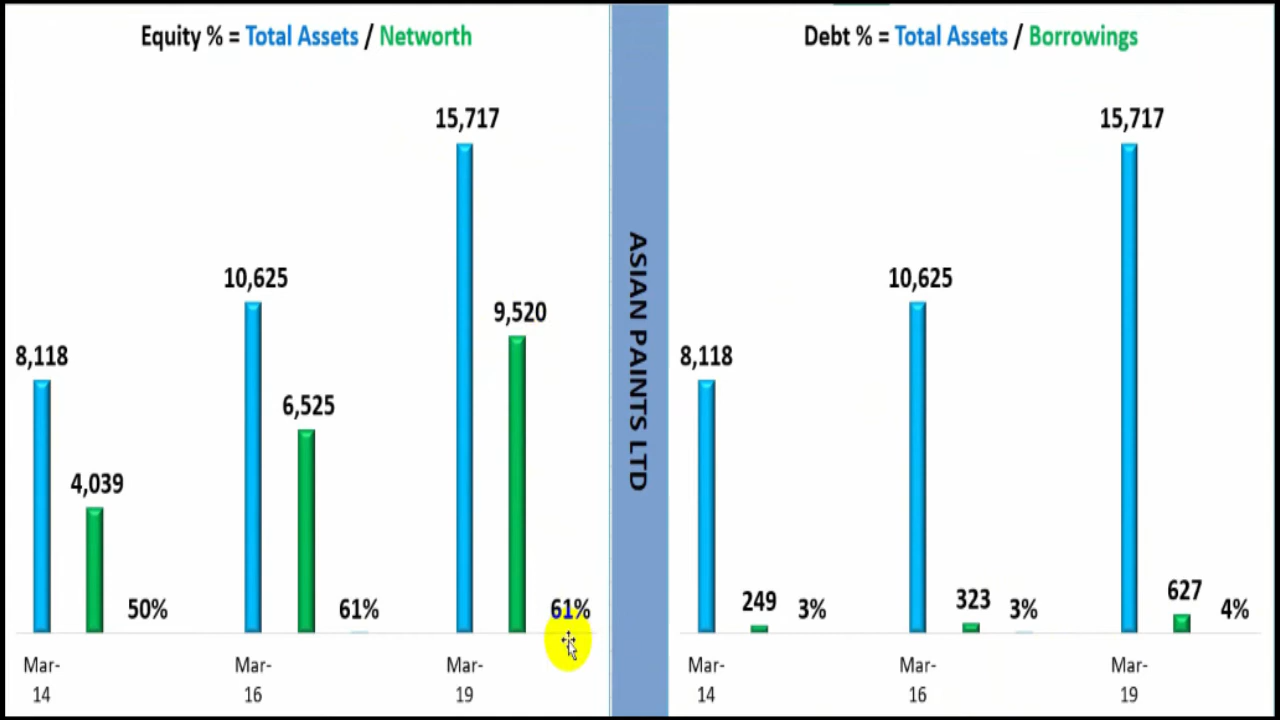 Equity % = Total Assets / Networth
15,717
10,625
9,520
8,118
6,525
4,039
50%
61%
61%
Mar-
14
Mar-
16
Mar-
19
ASIAN PAINTS LTD
Debt % = Total Assets / Borrowings
15,717
10,625
8,118
249
3%
323
3%
627
4%
Mar-
14
Mar-
16
Mar-
19